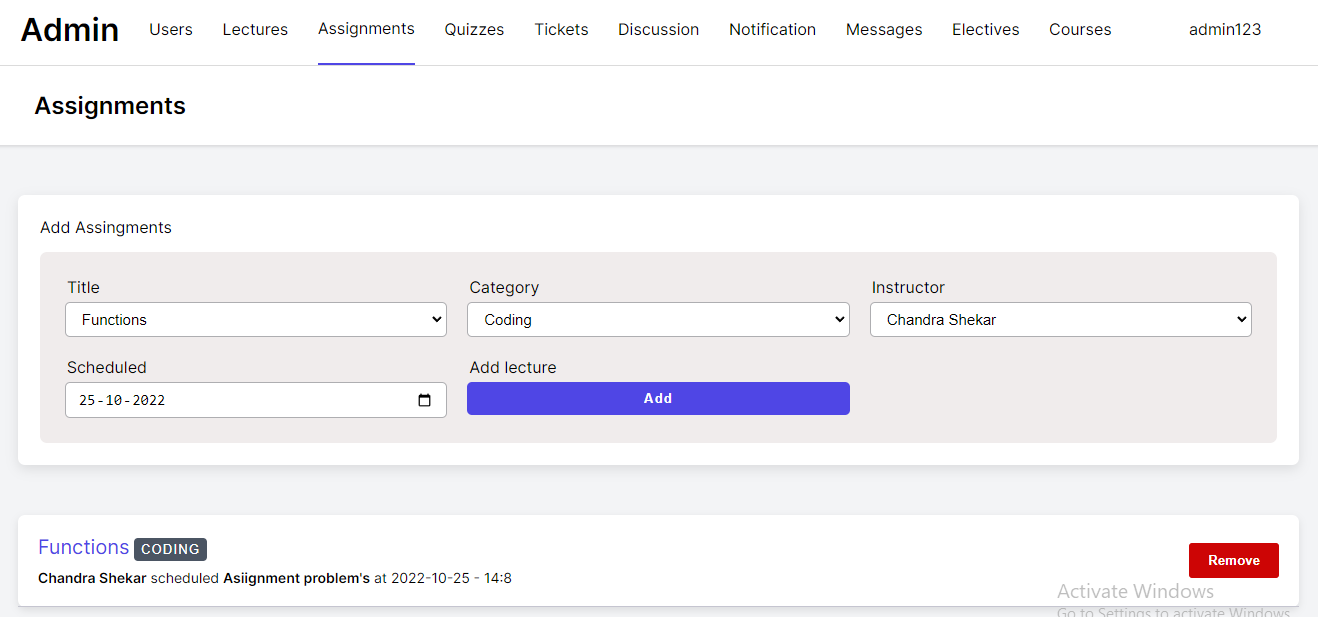 Admin Users Lectures Assignments Quizzes Tickets Discussion Notification Messages Electives Courses admin123
Assignments
Add Assingments
Title Category Instructor
Functions Coding Chandra Shekar
Scheduled Add lecture
25-10-2022 Add
Functions CODING
Remove
Chandra Shekar scheduled Asiignment problem's at 2022-10-25 - 14:8
Activate Windows
Go to Settings to activate Windows.